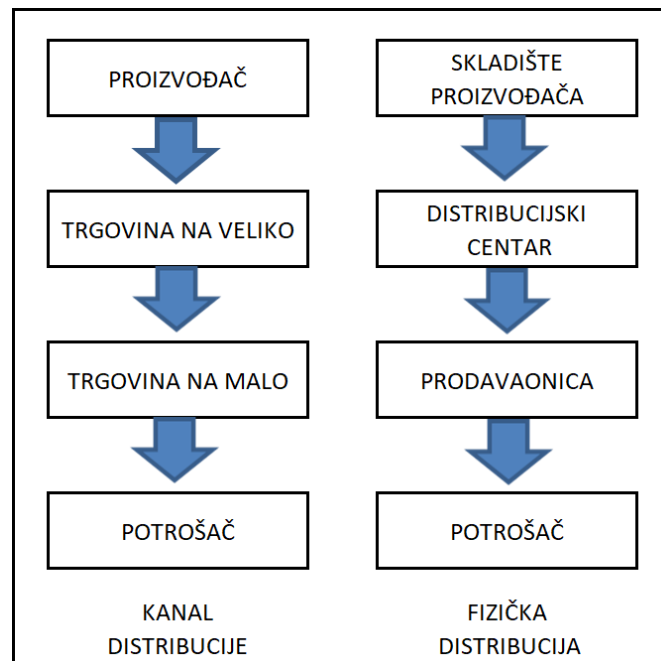 PROIZVOĐAČ
TRGOVINA NA VELIKO
TRGOVINA NA MALO
POTROŠAČ
KANAL
DISTRIBUCIJE
SKLADIŠTE
PROIZVOĐAČA
DISTRIBUCIJSKI
CENTAR
PRODAVAONICA
POTROŠAČ
FIZIČKA
DISTRIBUCIJA